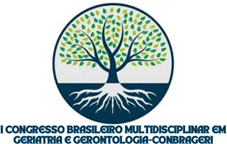 I CONGRESSO BRASILEIRO MULTIDISCIPLINAR EM
GERIATRIA E GERONTOLOGIA-CONBRAGERI